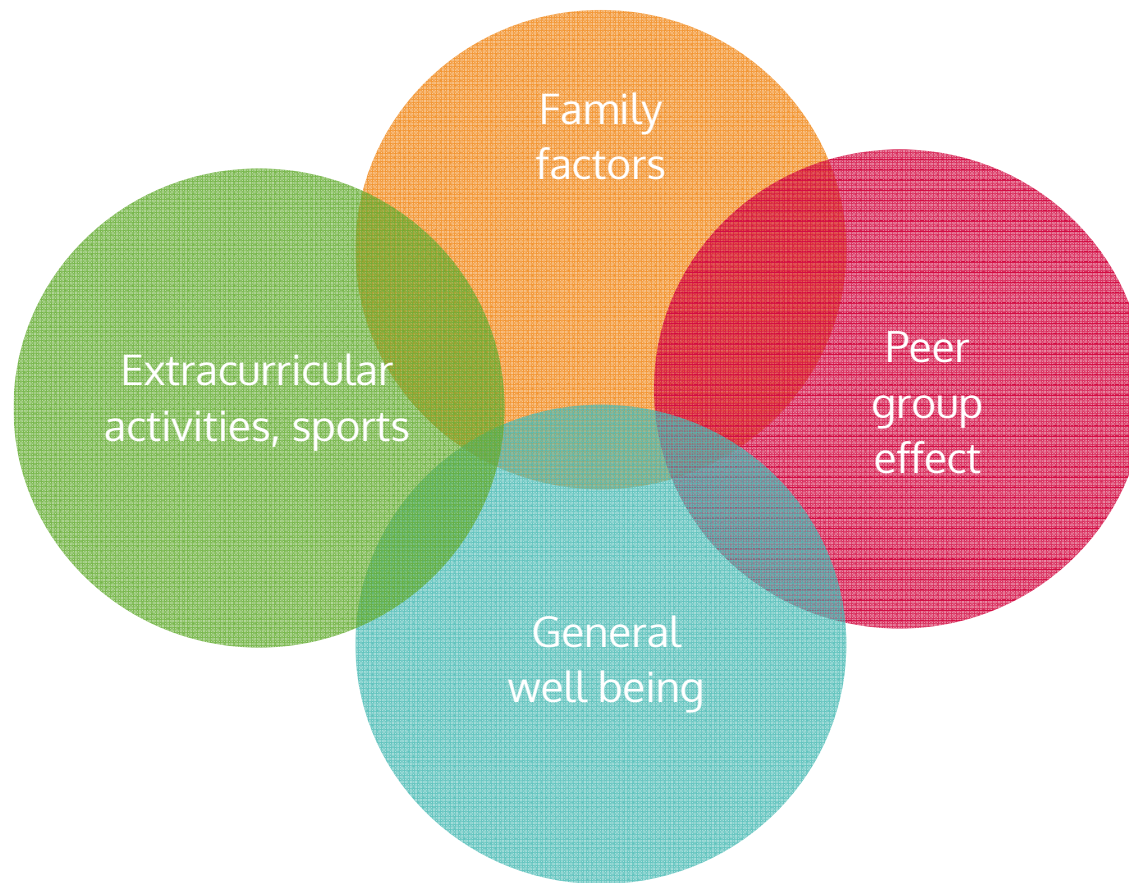 Family
factors
Extracurricular
activities, sports
Peer
group
effect
General
well being